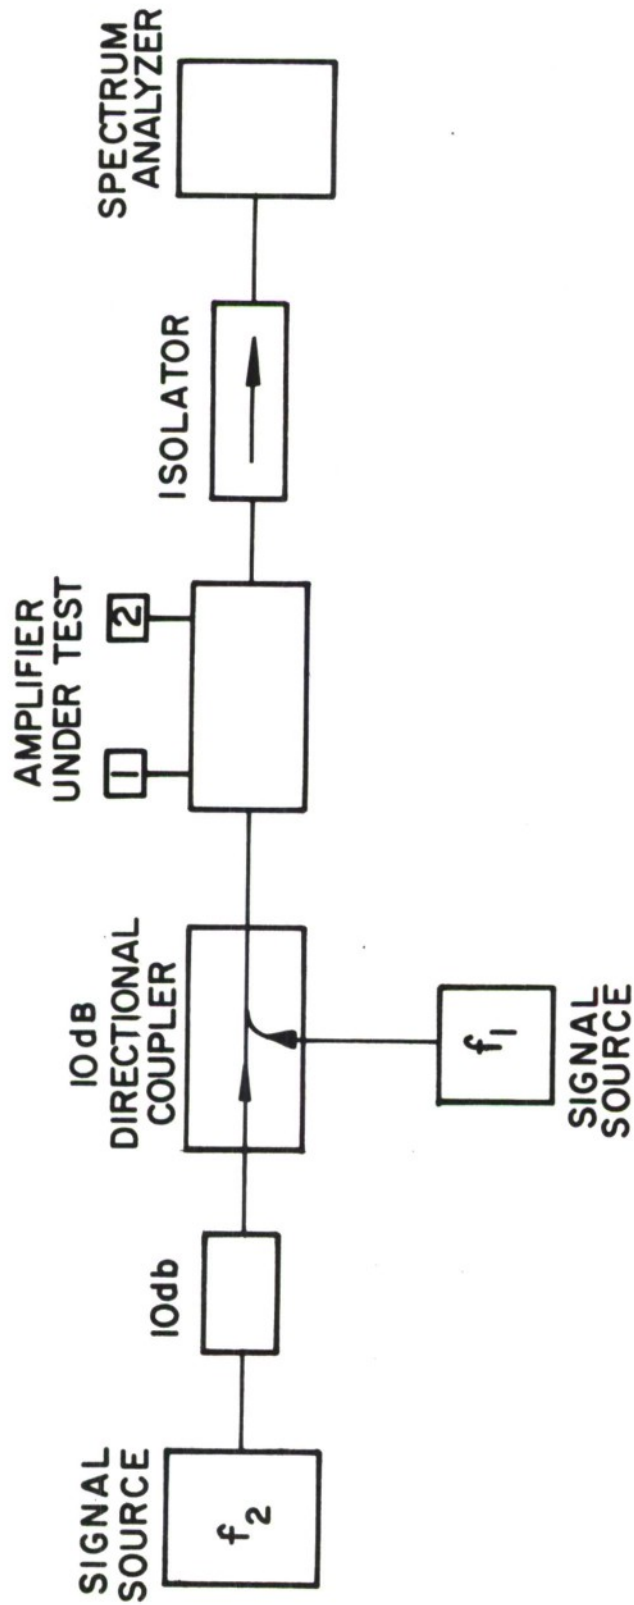 SIGNAL
SOURCE
f2
10db
10dB
DIRECTIONAL
COUPLER
f1
SIGNAL
SOURCE
AMPLIFIER
UNDER TEST
1
2
ISOLATOR
SPECTRUM
ANALYZER